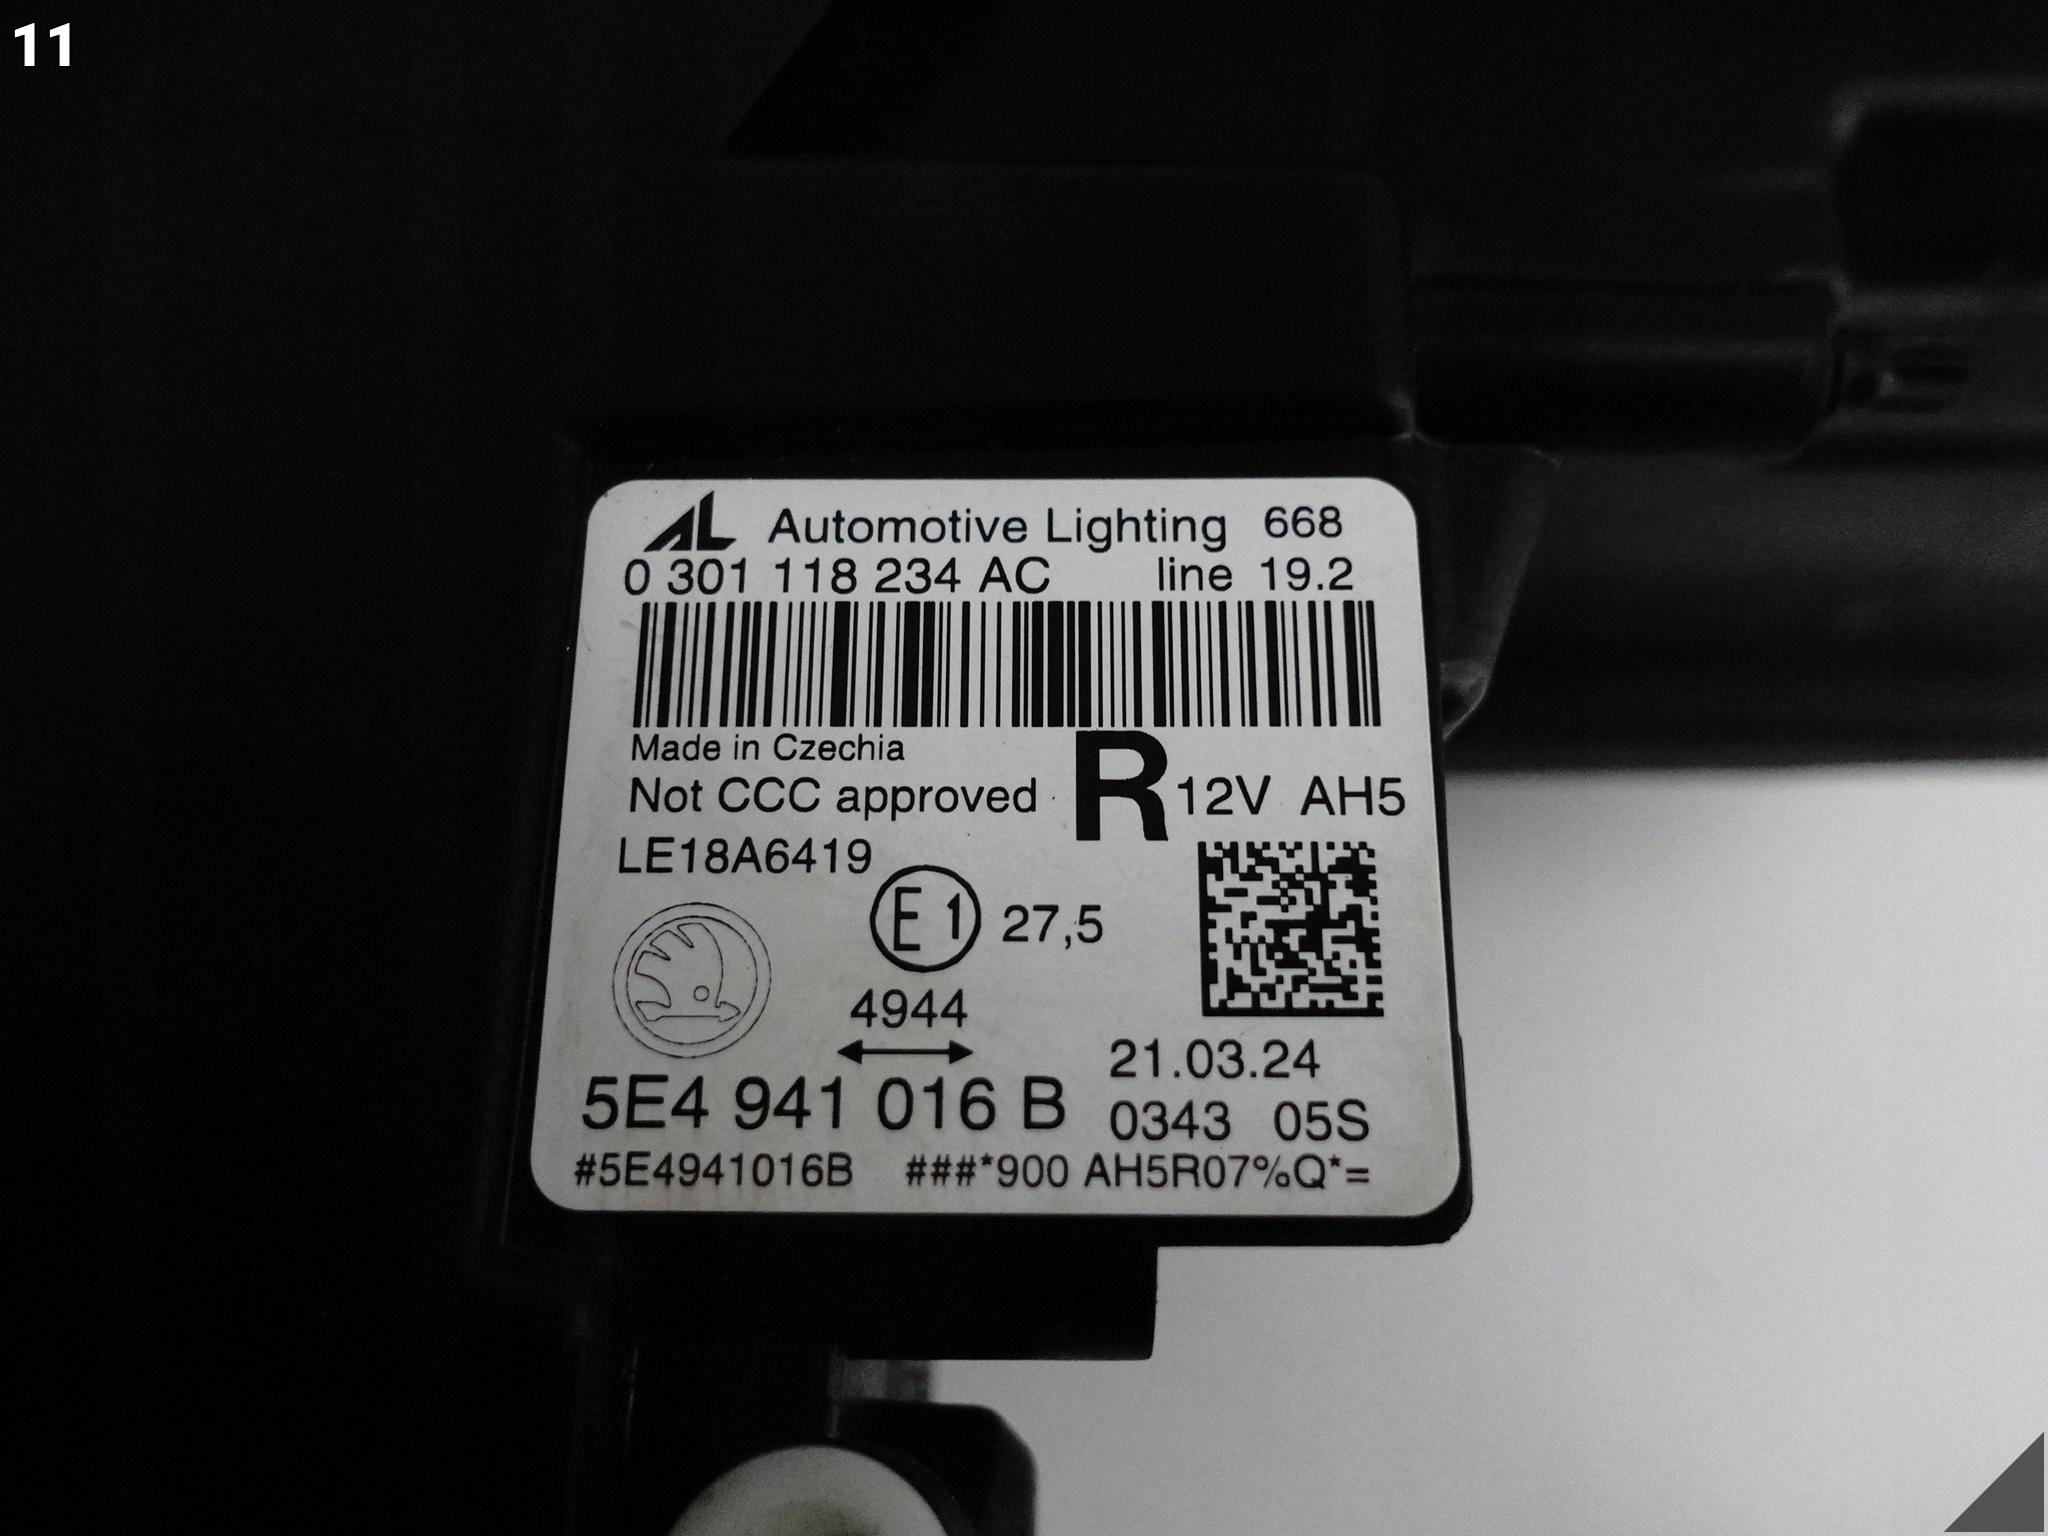 11
AL Automotive Lighting 668
0 301 118 234 AC line 19.2
Made in Czechia
Not CCC approved R 12V AH5
LE18A6419
E1 27,5
4944
21.03.24
5E4 941 016 B 0343 05S
#5E4941016B ###*900 AH5R07%Q*=